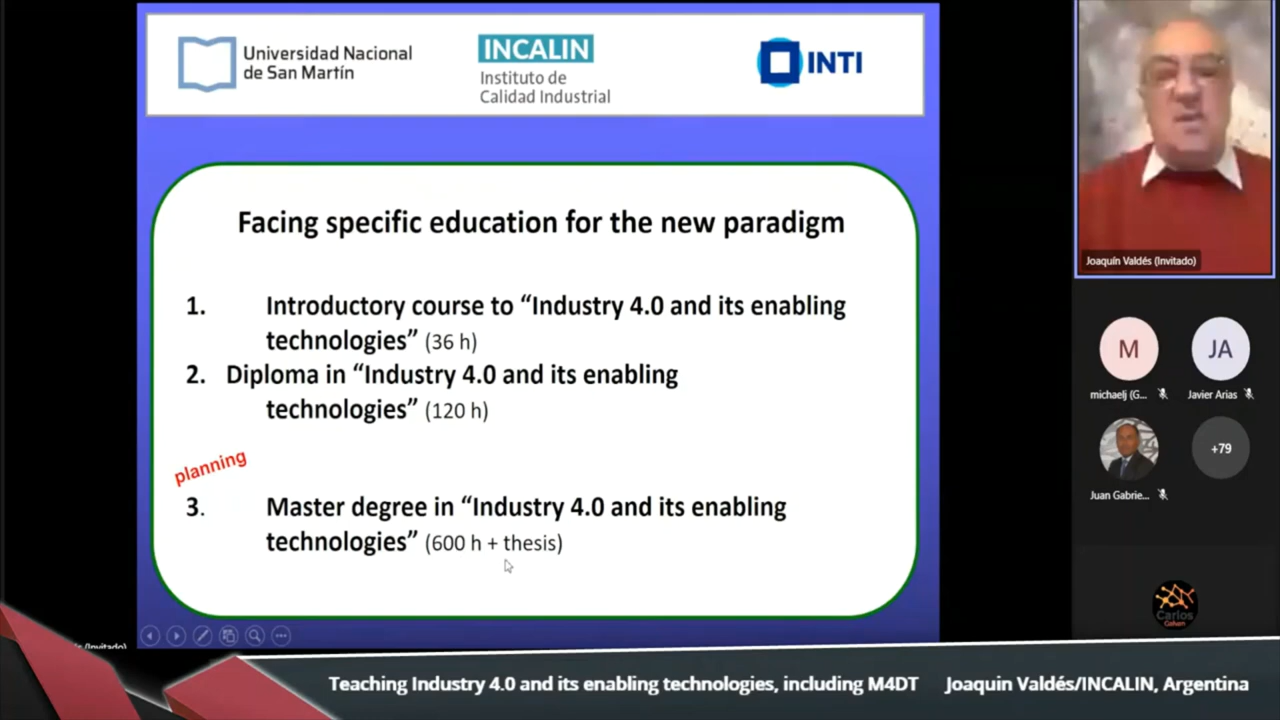 Universidad Nacional
de San Martín
INCALIN
Instituto de
Calidad Industrial
INTI
Facing specific education for the new paradigm
1. Introductory course to “Industry 4.0 and its enabling
technologies” (36 h)
2. Diploma in “Industry 4.0 and its enabling
technologies” (120 h)
planning
3. Master degree in “Industry 4.0 and its enabling
technologies” (600 h + thesis)
Joaquín Valdés (Invitado)
M
JA
michaelj (G...
Javier Arias
+79
Juan Gabrie...
Carlos
Gahan
(Invitado)
Teaching Industry 4.0 and its enabling technologies, including M4DT
Joaquin Valdés/INCALIN, Argentina